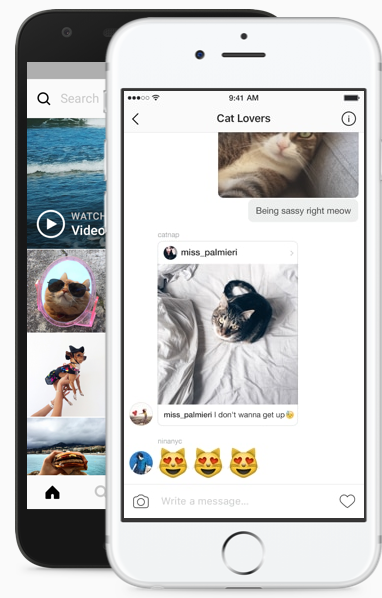 Search
WATCH
Video
9:41 AM
Cat Lovers
Being sassy right meow
catnap
miss_palmieri
miss_palmieri I don't wanna get up😪
ninanyc
😻 😻 😻
Write a message...